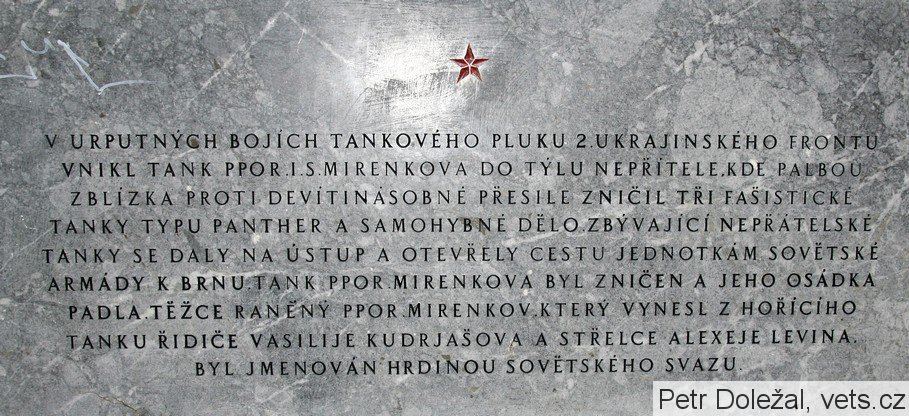 V URPUTNÝCH BOJÍCH TANKOVÉHO PLUKU 2. UKRAJINSKÉHO FRONTU
VNIKL TANK PPOR. I. S. MIRENKOVA DO TÝLU NEPŘÍTELE, KDE PALBOU
ZBLÍZKA PROTI DEVÍTINÁSOBNÉ PŘESILE ZNIČIL TŘI FAŠISTICKÉ
TANKY TYPU PANTHER A SAMOHYBNÉ DĚLO. ZBÝVAJÍCÍ NEPŘÁTELSKÉ
TANKY SE DALY NA ÚSTUP A OTEVŘELY CESTU JEDNOTKÁM SOVĚTSKÉ
ARMÁDY K BRNU. TANK PPOR. MIRENKOVA BYL ZNIČEN A JEHO OSÁDKA
PADLA. TĚŽCE RANĚNÝ PPOR. MIRENKOV, KTERÝ VYNESL Z HOŘÍCÍHO
TANKU ŘIDIČE VASILIJE KUDRJAŠOVA A STŘELCE ALEXEJE LEVINA,
BYL JMENOVÁN HRDINOU SOVĚTSKÉHO SVAZU.
Petr Doležal, vets.cz